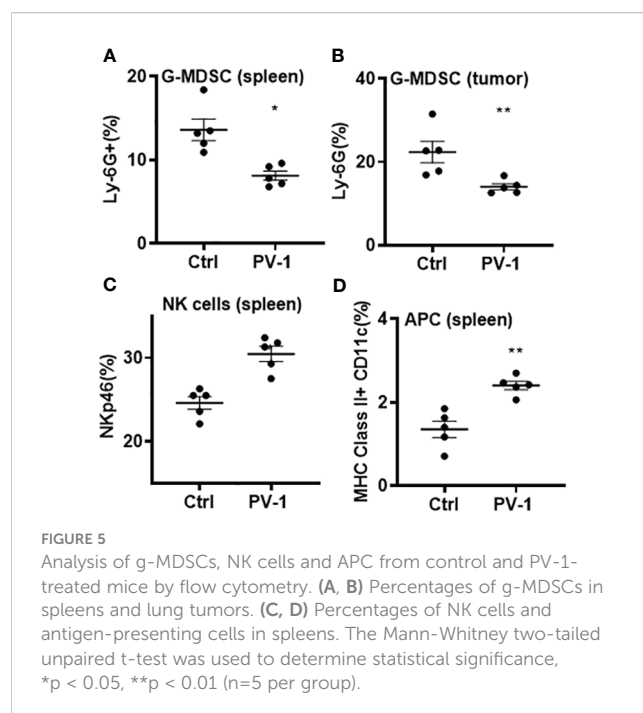 A
G-MDSC (spleen)
20
*
10
0
Ly-6G+(%)
Ctrl PV-1
B
G-MDSC (tumor)
40
**
20
0
Ly-6G(%)
Ctrl PV-1
C
NK cells (spleen)
30
20
NKp46(%)
Ctrl PV-1
D
APC (spleen)
4
**
2
0
MHC Class II+ CD11c(%)
Ctrl PV-1
FIGURE 5
Analysis of g-MDSCs, NK cells and APC from control and PV-1-
treated mice by flow cytometry. (A, B) Percentages of g-MDSCs in
spleens and lung tumors. (C, D) Percentages of NK cells and
antigen-presenting cells in spleens. The Mann-Whitney two-tailed
unpaired t-test was used to determine statistical significance,
*p < 0.05, **p < 0.01 (n=5 per group).